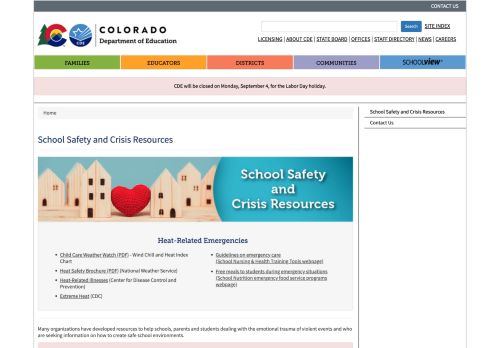 CONTACT US
COLORADO
Department of Education
CDE
Search
SITE INDEX
LICENSING | ABOUT CDE | STATE BOARD | OFFICES | STAFF DIRECTORY | NEWS | CAREERS
FAMILIES
EDUCATORS
DISTRICTS
COMMUNITIES
SCHOOLVIEW
CDE will be closed on Monday, September 4, for the Labor Day holiday.
Home
School Safety and Crisis Resources
Contact Us
School Safety and Crisis Resources
School Safety
and
Crisis Resources
Heat-Related Emergencies
• Child Care Weather Watch (PDF) - Wind Chill and Heat Index
Chart
• Heat Safety Brochure (PDF) (National Weather Service)
• Heat-Related Illnesses (Center for Disease Control and
Prevention)
• Extreme Heat (CDC)
• Guidelines on emergency care
(School Nursing & Health Training Tools webpage)
• Free meals to students during emergency situations
(School Nutrition emergency food service programs
webpage)
Many organizations have developed resources to help schools, parents and students dealing with the emotional trauma of violent events and who
are seeking information on how to create safe school environments.